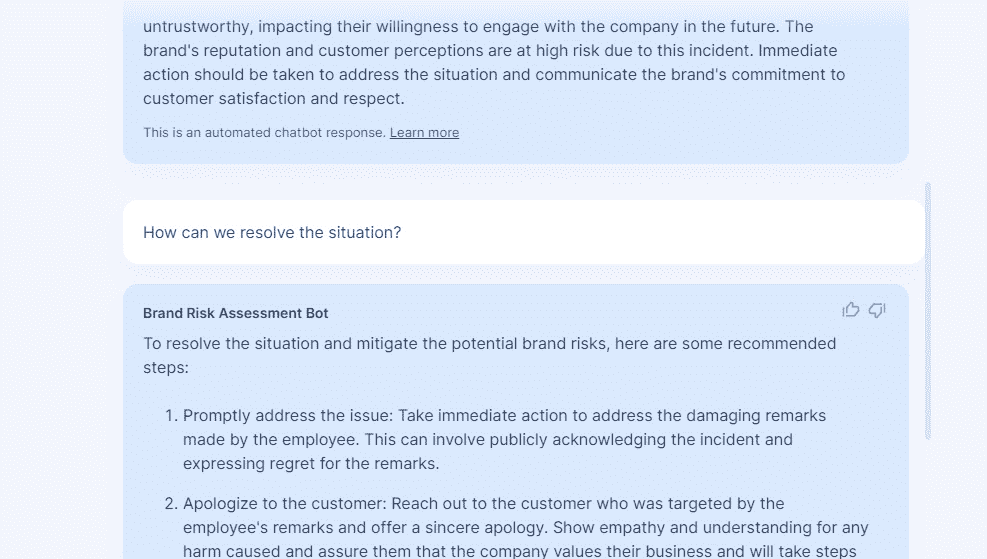 untrustworthy, impacting their willingness to engage with the company in the future. The
brand's reputation and customer perceptions are at high risk due to this incident. Immediate
action should be taken to address the situation and communicate the brand's commitment to
customer satisfaction and respect.
This is an automated chatbot response. Learn more
How can we resolve the situation?
Brand Risk Assessment Bot
To resolve the situation and mitigate the potential brand risks, here are some recommended
steps:
1. Promptly address the issue: Take immediate action to address the damaging remarks
made by the employee. This can involve publicly acknowledging the incident and
expressing regret for the remarks.
2. Apologize to the customer: Reach out to the customer who was targeted by the
employee's remarks and offer a sincere apology. Show empathy and understanding for any
harm caused and assure them that the company values their business and will take steps